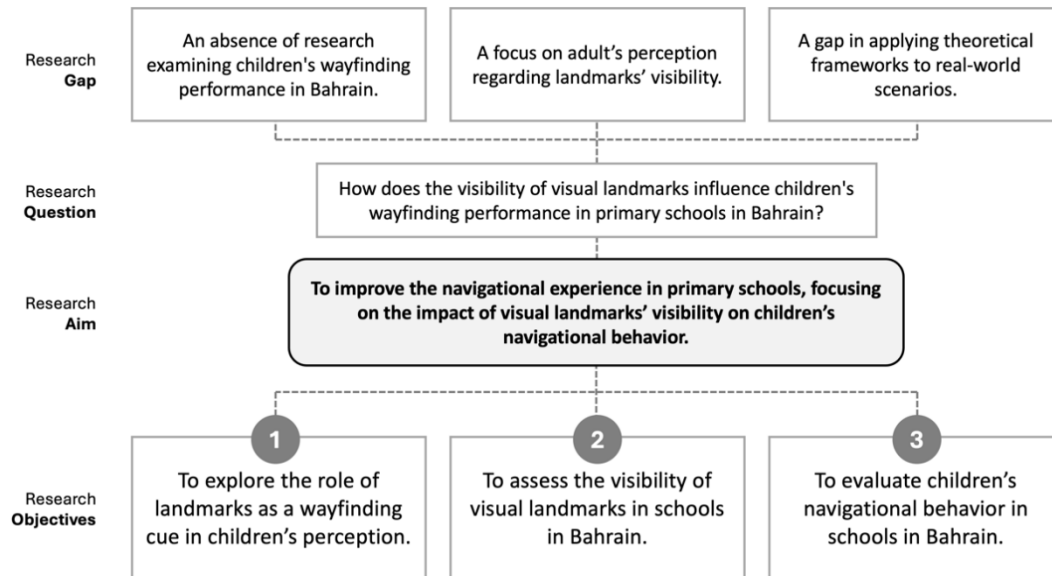 Research
Gap
An absence of research
examining children's wayfinding
performance in Bahrain.
A focus on adult's perception
regarding landmarks' visibility.
A gap in applying theoretical
frameworks to real-world
scenarios.
Research
Question
How does the visibility of visual landmarks influence children's
wayfinding performance in primary schools in Bahrain?
Research
Aim
To improve the navigational experience in primary schools, focusing
on the impact of visual landmarks' visibility on children's
navigational behavior.
Research
Objectives
1
To explore the role of
landmarks as a wayfinding
cue in children's perception.
2
To assess the visibility of
visual landmarks in schools
in Bahrain.
3
To evaluate children's
navigational behavior in
schools in Bahrain.